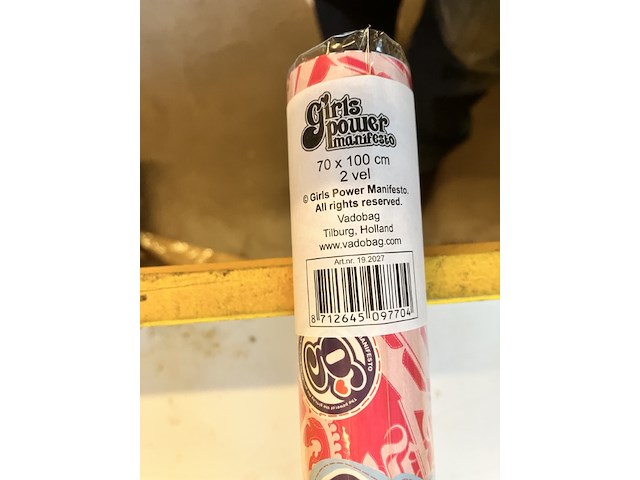 Girls
power
manifesto
70 x 100 cm
2 vel
© Girls Power Manifesto.
All rights reserved.
Vadobag
Tilburg, Holland
www.vadobag.com
Art.nr. 19.2027
8 712645 097704
MANIFESTO